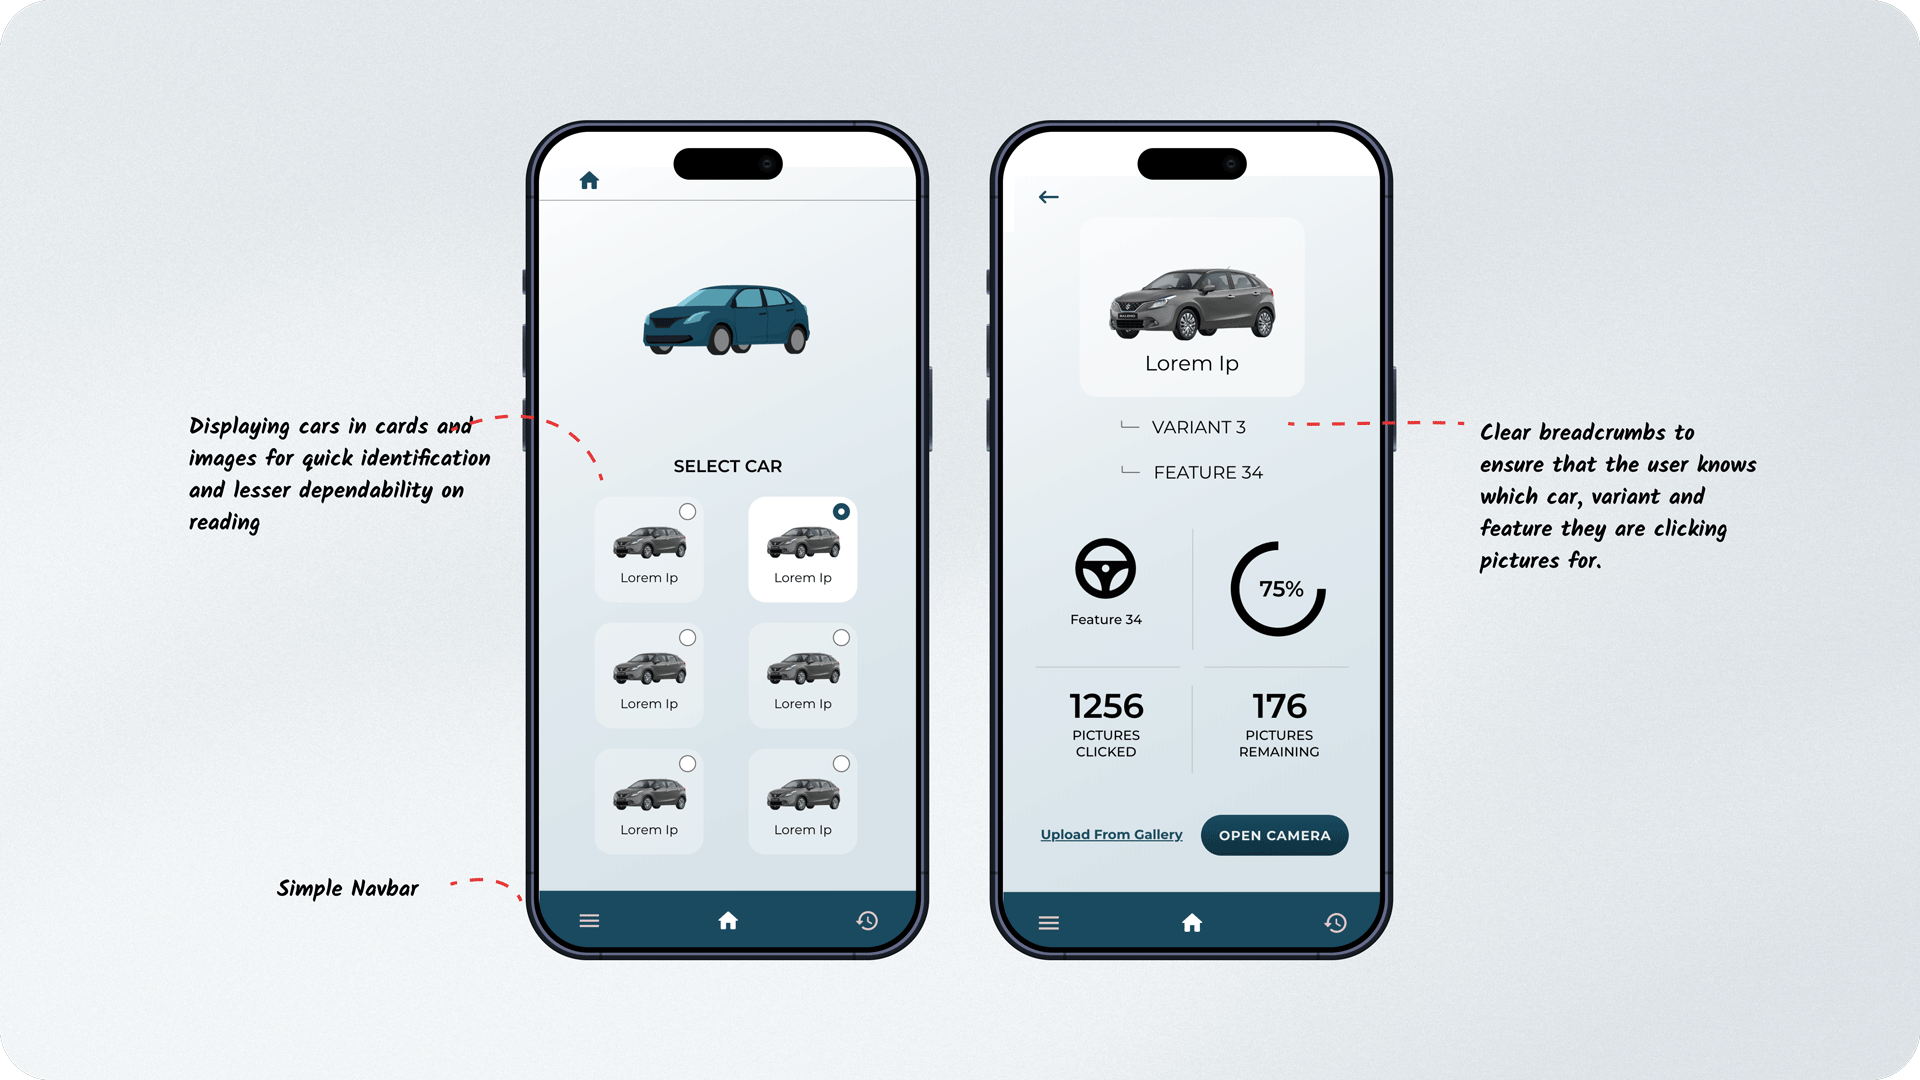 Displaying cars in cards and
images for quick identification
and lesser dependability on
reading
Simple Navbar
SELECT CAR
Lorem Ip
Lorem Ip
Lorem Ip
Lorem Ip
Lorem Ip
Lorem Ip
BALENO
Lorem Ip
VARIANT 3
FEATURE 34
Feature 34
75%
1256
PICTURES
CLICKED
176
PICTURES
REMAINING
Upload From Gallery
OPEN CAMERA
Clear breadcrumbs to
ensure that the user knows
which car, variant and
feature they are clicking
pictures for.